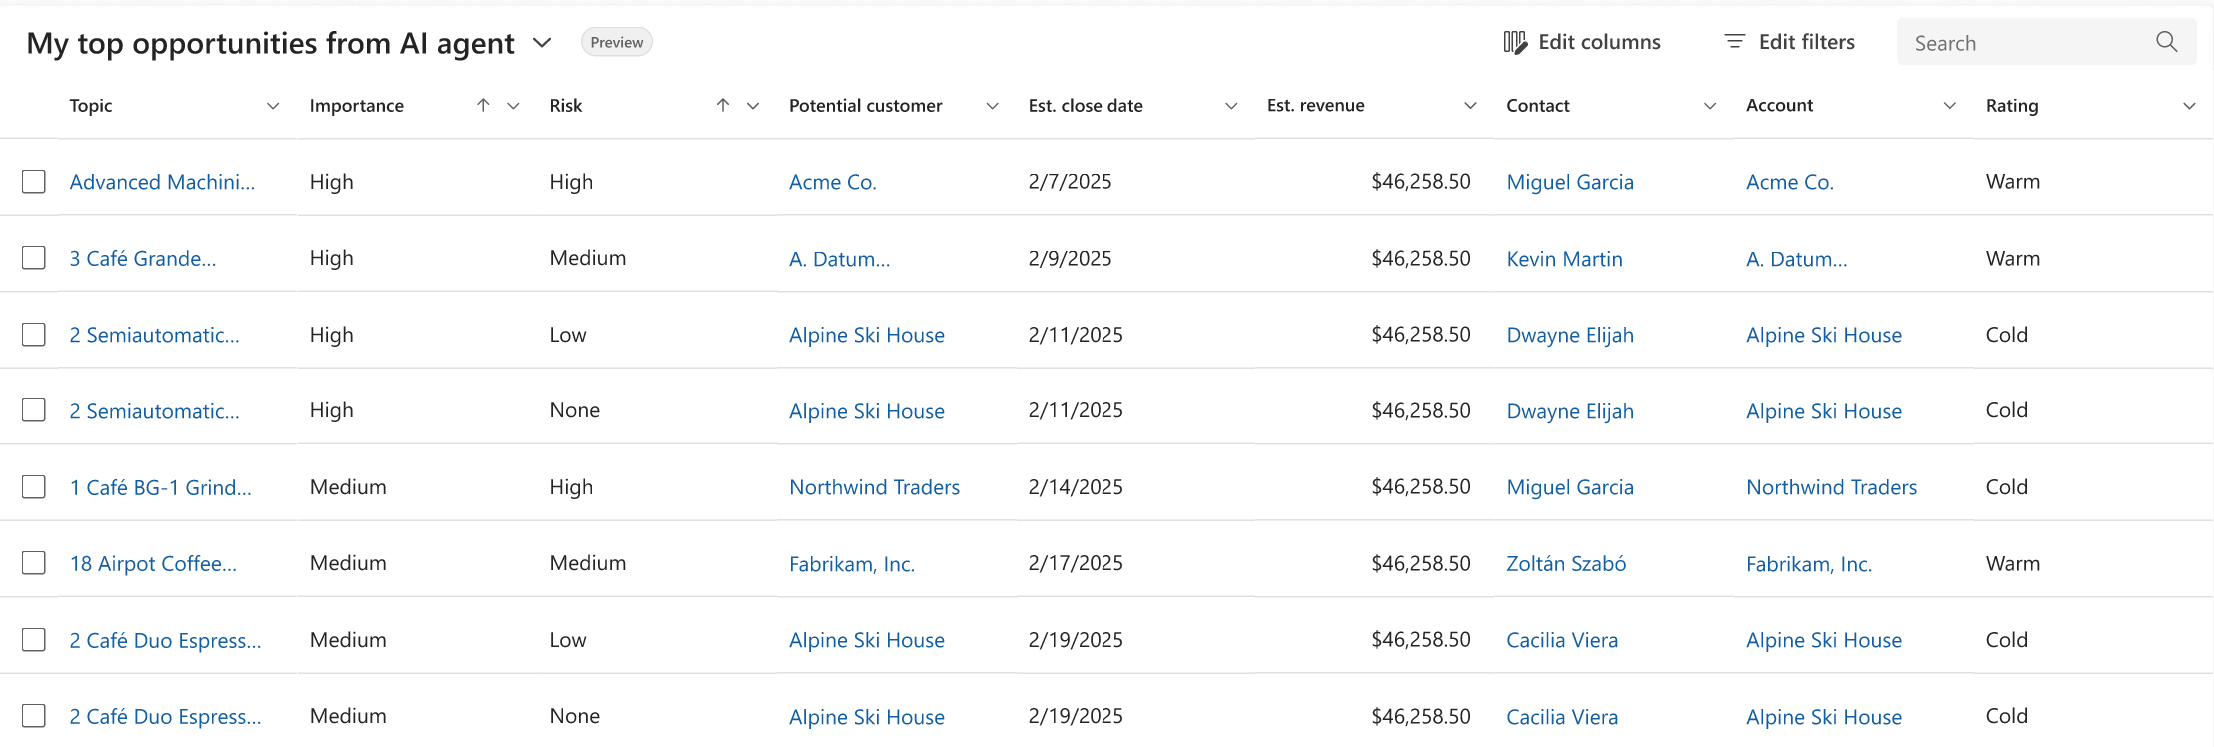 My top opportunities from AI agent Preview Edit columns Edit filters Search
Topic Importance Risk Potential customer Est. close date Est. revenue Contact Account Rating
Advanced Machini... High High Acme Co. 2/7/2025 $46,258.50 Miguel Garcia Acme Co. Warm
3 Café Grande... High Medium A. Datum... 2/9/2025 $46,258.50 Kevin Martin A. Datum... Warm
2 Semiautomatic... High Low Alpine Ski House 2/11/2025 $46,258.50 Dwayne Elijah Alpine Ski House Cold
2 Semiautomatic... High None Alpine Ski House 2/11/2025 $46,258.50 Dwayne Elijah Alpine Ski House Cold
1 Café BG-1 Grind... Medium High Northwind Traders 2/14/2025 $46,258.50 Miguel Garcia Northwind Traders Cold
18 Airpot Coffee... Medium Medium Fabrikam, Inc. 2/17/2025 $46,258.50 Zoltán Szabó Fabrikam, Inc. Warm
2 Café Duo Espress... Medium Low Alpine Ski House 2/19/2025 $46,258.50 Cacilia Viera Alpine Ski House Cold
2 Café Duo Espress... Medium None Alpine Ski House 2/19/2025 $46,258.50 Cacilia Viera Alpine Ski House Cold